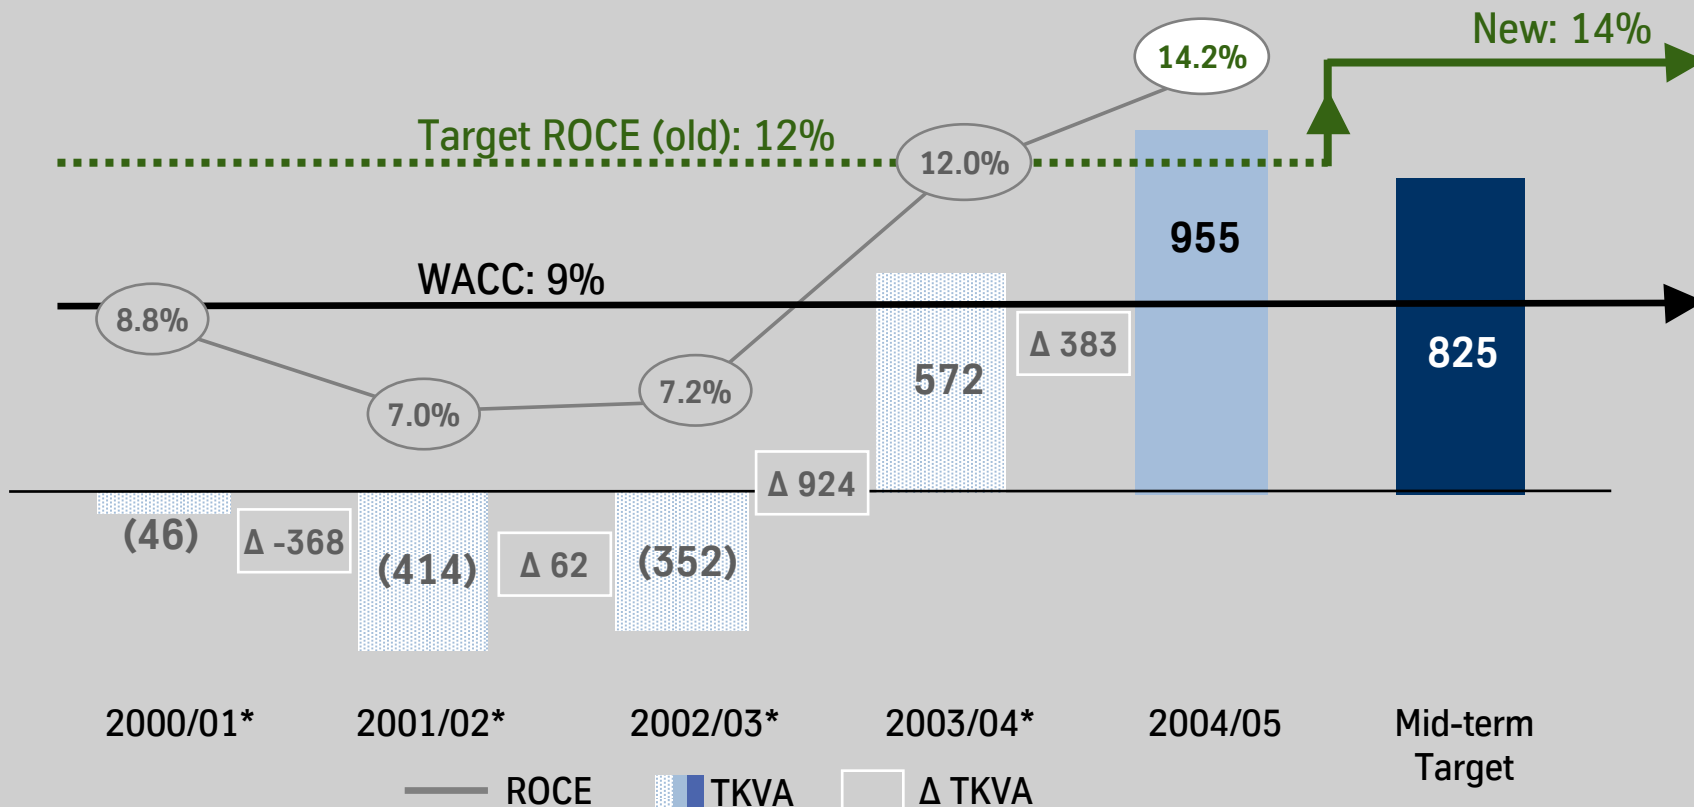 New: 14%
14.2%
Target ROCE (old): 12%
12.0%
955
WACC: 9%
8.8%
Δ 383
825
572
7.2%
7.0%
Δ 924
(46)
Δ -368
(414)
Δ 62
(352)
2000/01*
2001/02*
2002/03*
2003/04*
2004/05
Mid-term
Target
ROCE
TKVA
Δ TKVA